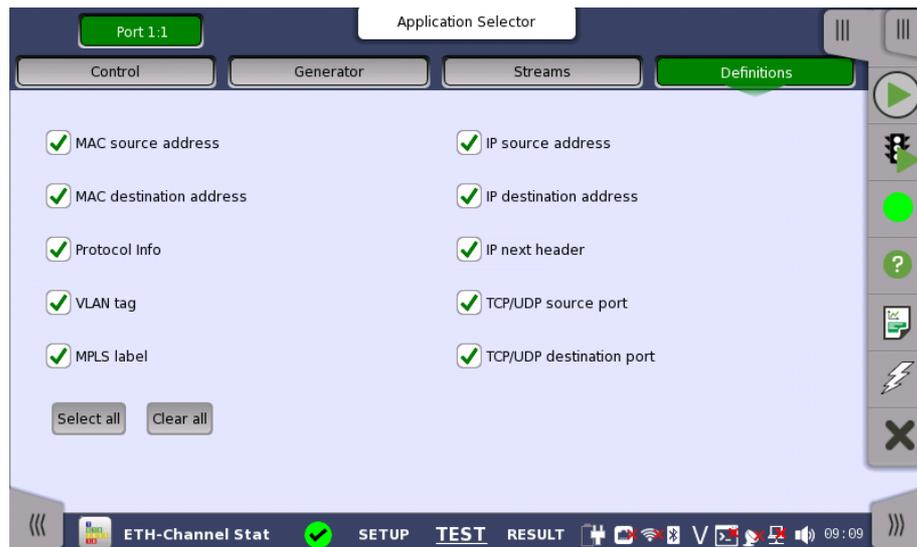 Port 1:1
Application Selector
Control
Generator
Streams
Definitions
MAC source address
IP source address
MAC destination address
IP destination address
Protocol Info
IP next header
VLAN tag
TCP/UDP source port
MPLS label
TCP/UDP destination port
Select all
Clear all
ETH-Channel Stat
SETUP
TEST
RESULT
V
09:09